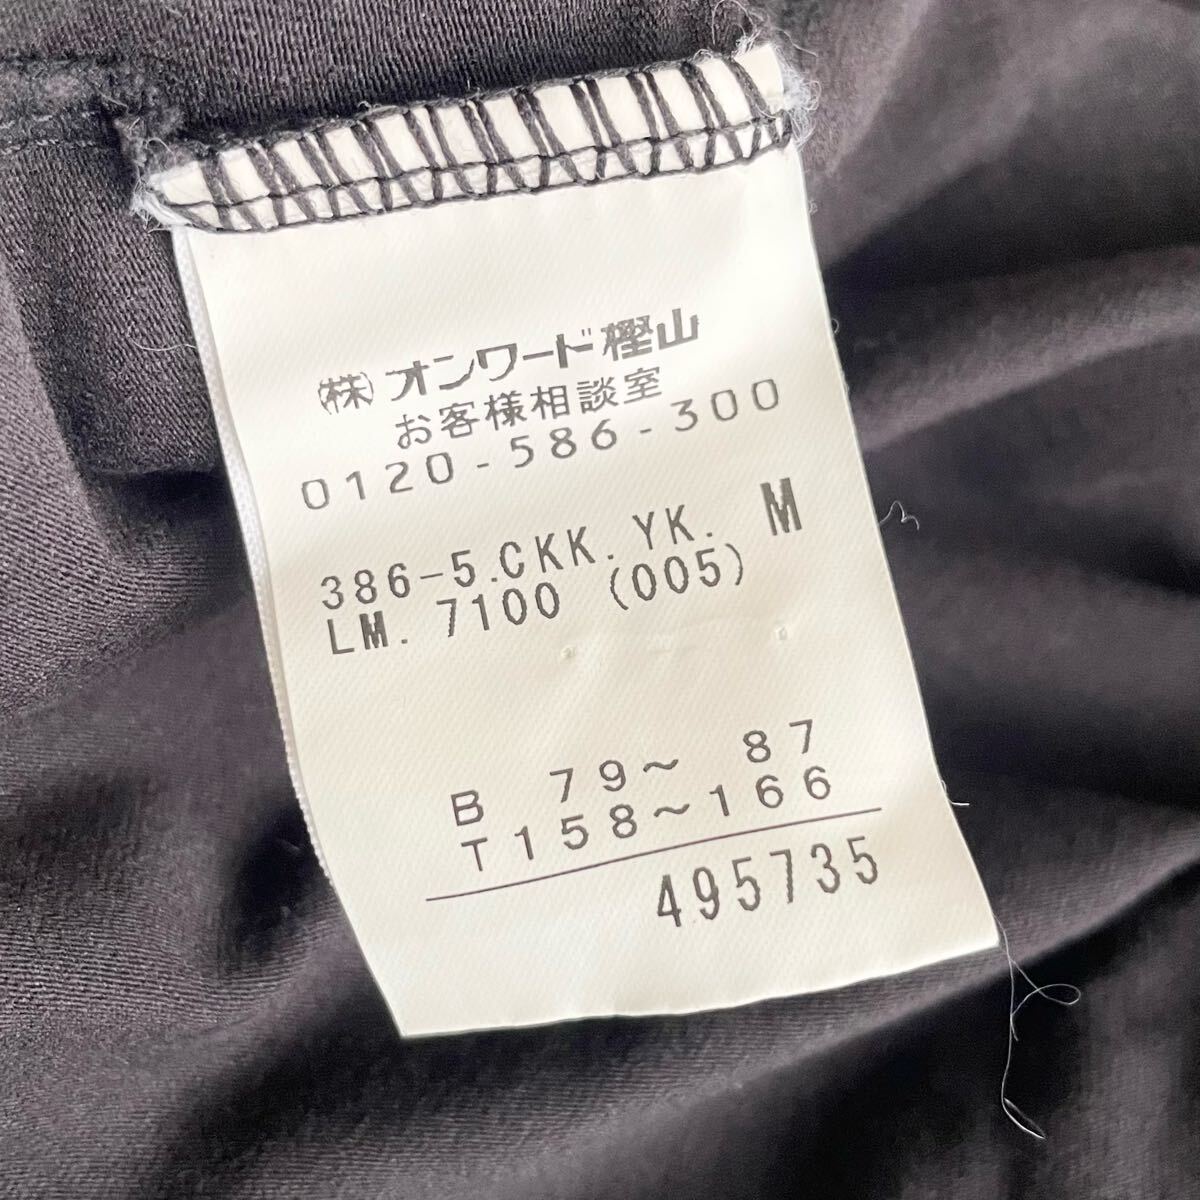 ㈱オンワード樫山
お客様相談室
0120-586-300
386-5.CKK.YK. M
LM. 7100 (005)
B 79~ 87
T158~166
495735